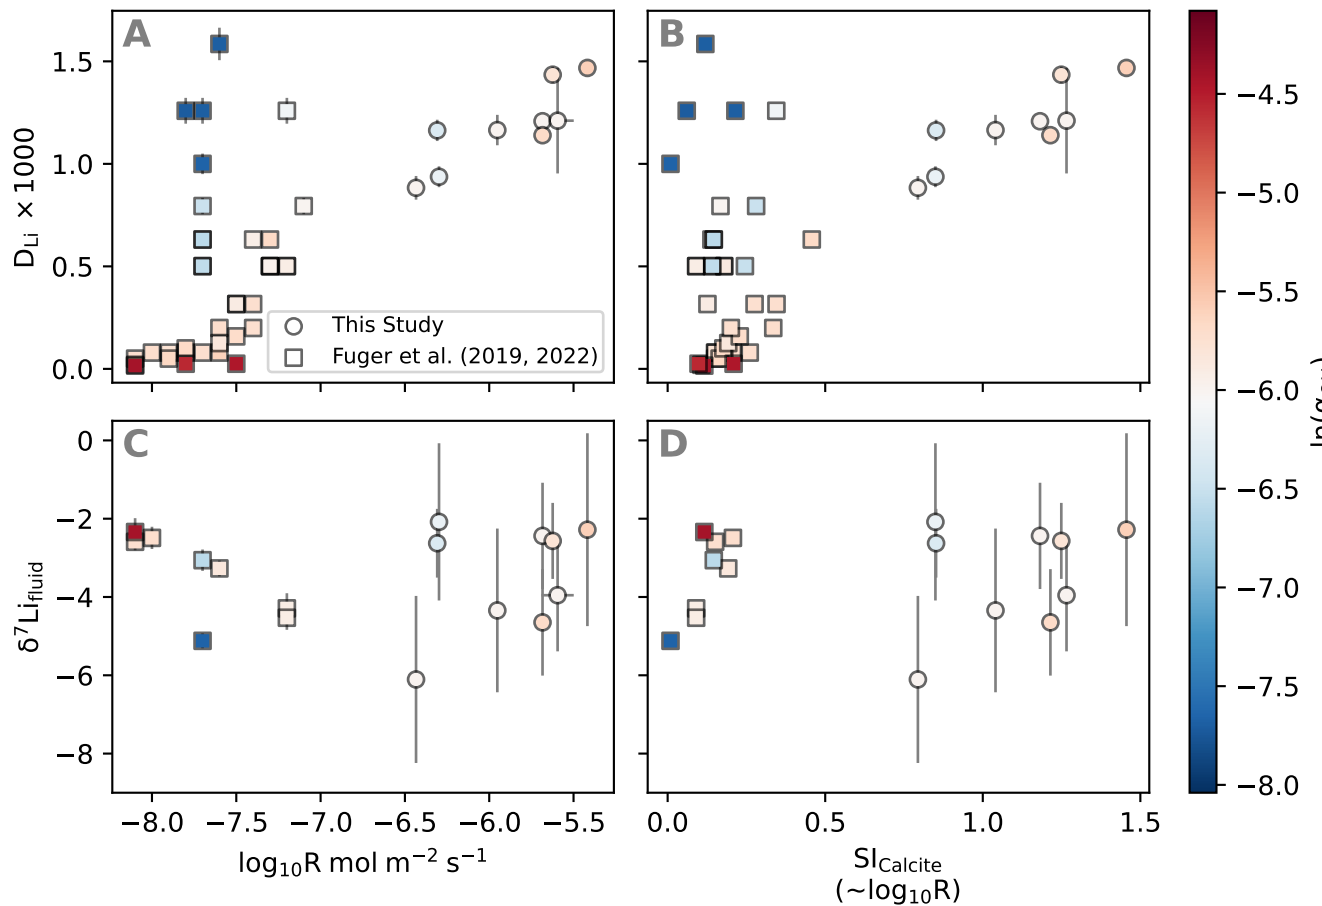 A
B
1.5
1.0
0.5
0.0
D_Li × 1000
This Study
Fuger et al. (2019, 2022)
−4.5
−5.0
−5.5
−6.0
−6.5
−7.0
−7.5
−8.0
C
D
0
−2
−4
−6
−8
δ⁷Li_fluid
−8.0 −7.5 −7.0 −6.5 −6.0 −5.5
log₁₀R mol m⁻² s⁻¹
0.0 0.5 1.0 1.5
SI_Calcite
(~log₁₀R)